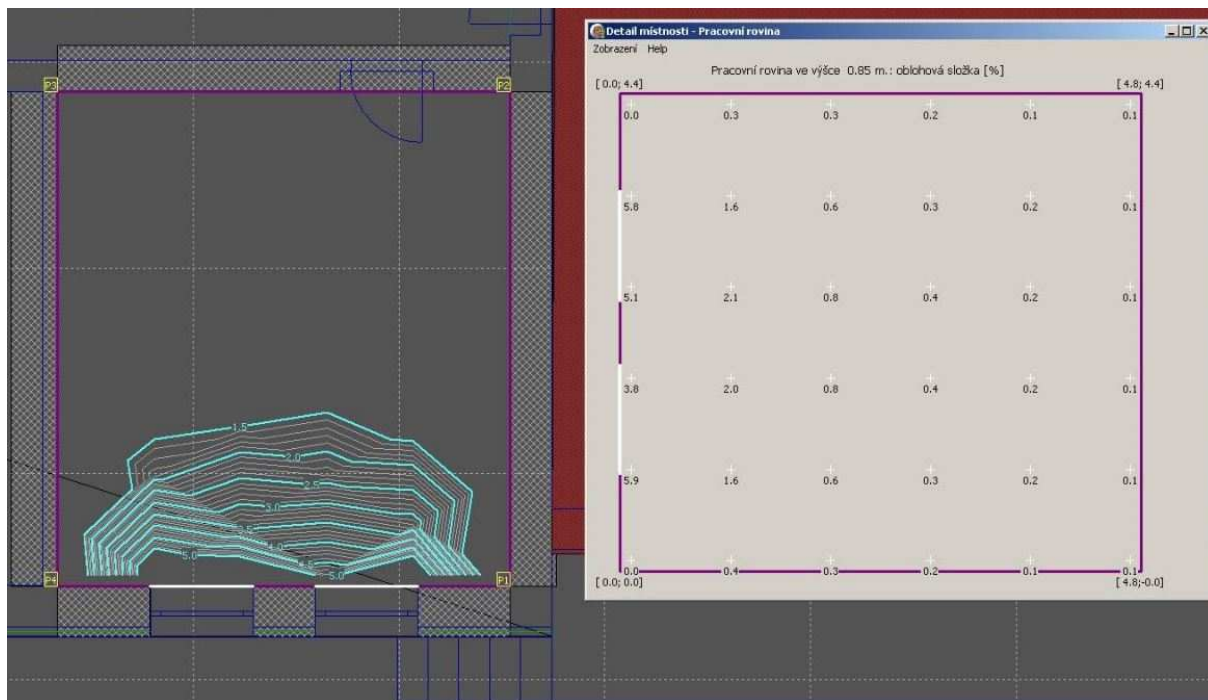 P3
P2
1.5
2.0
2.5
3.0
3.5
4.0
4.5
5.0
5.0
P4
P1
Detail místnosti - Pracovní rovina
Zobrazení Help
Pracovní rovina ve výšce 0.85 m.: oblohová složka [%]
[ 0.0; 4.4] [ 4.8; 4.4]
0.0 0.3 0.3 0.2 0.1 0.1
5.8 1.6 0.6 0.3 0.2 0.1
5.1 2.1 0.8 0.4 0.2 0.1
3.8 2.0 0.8 0.4 0.2 0.1
5.9 1.6 0.6 0.3 0.2 0.1
0.0 0.4 0.3 0.2 0.1 0.1
[ 0.0; 0.0] [ 4.8;-0.0]